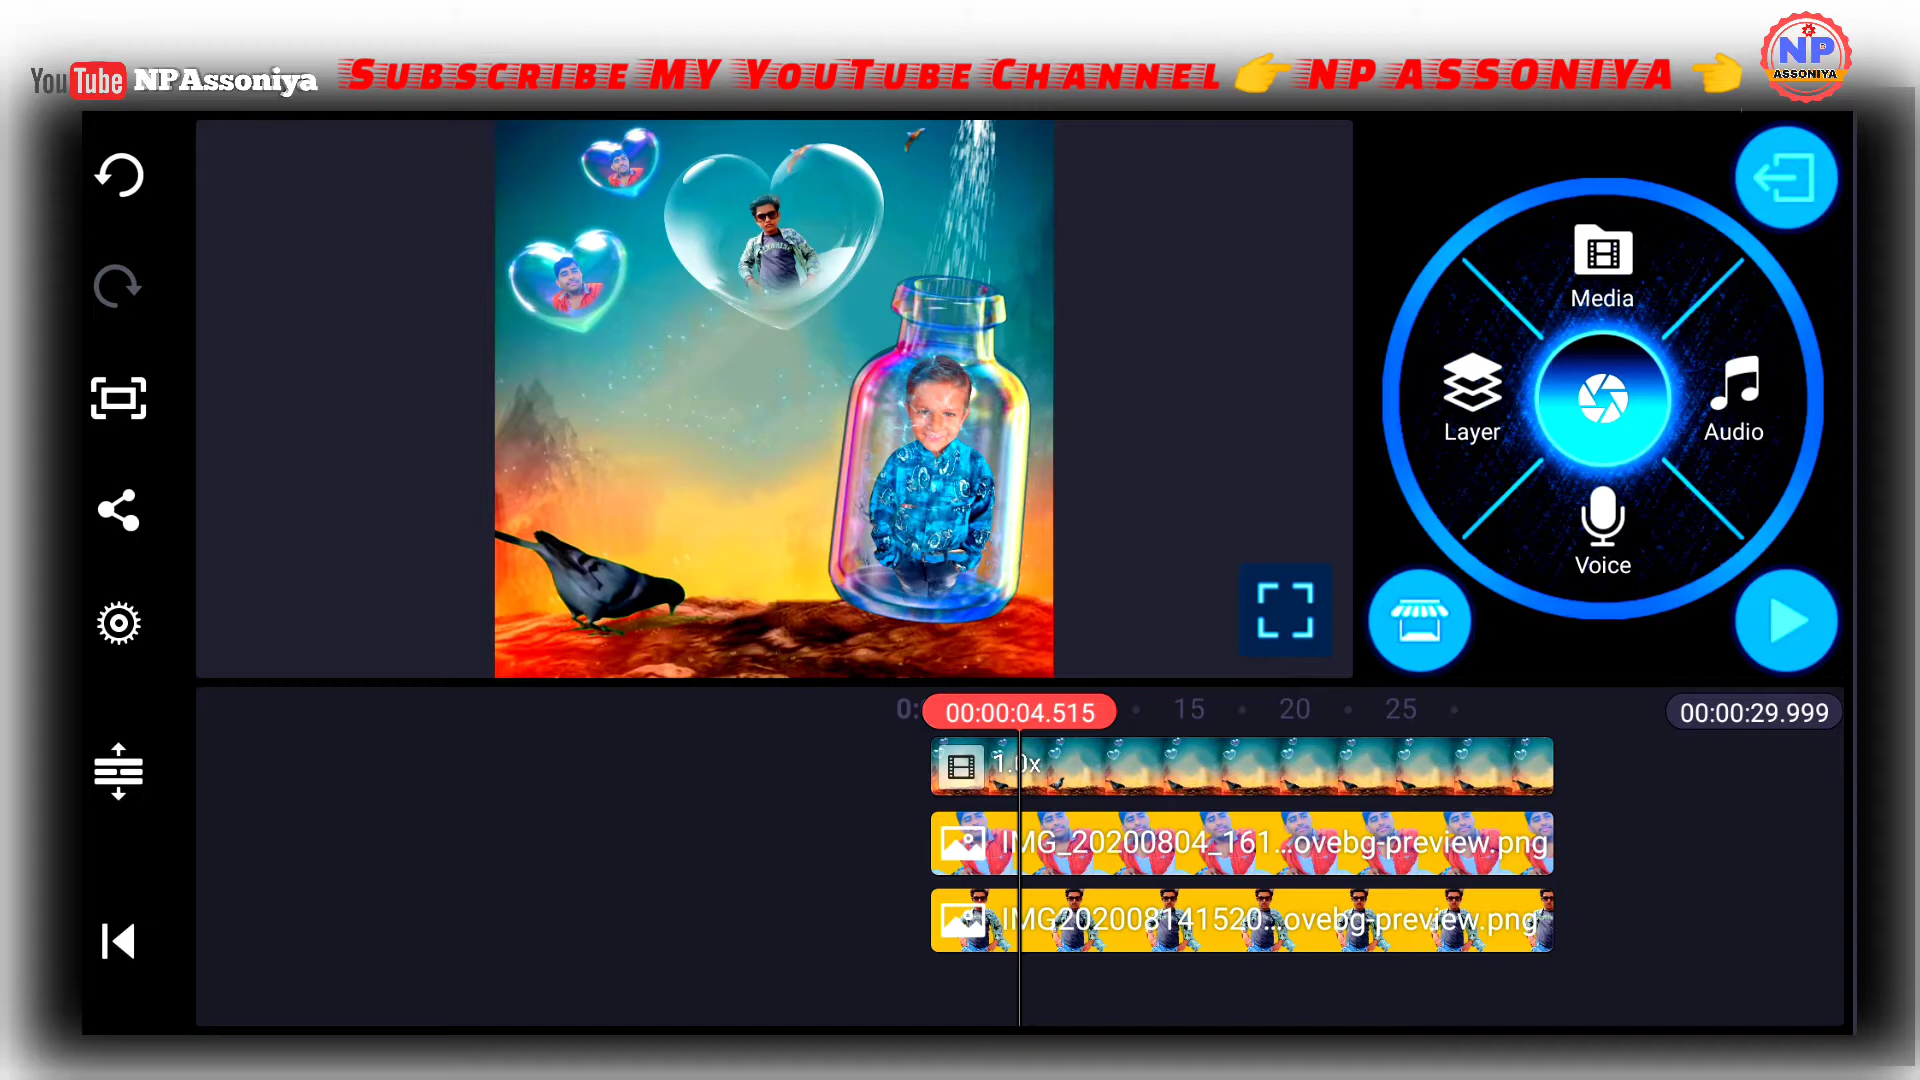 YouTube NPAssoniya SUBSCRIBE MY YOUTUBE CHANNEL 👉 NP ASSONIYA 👈
NP
ASSONIYA
Media
Layer
Audio
Voice
0:
00:00:04.515
15
20
25
00:00:29.999
1.0x
IMG_20200804_161...ovebg-preview.png
IMG202008141520...ovebg-preview.png